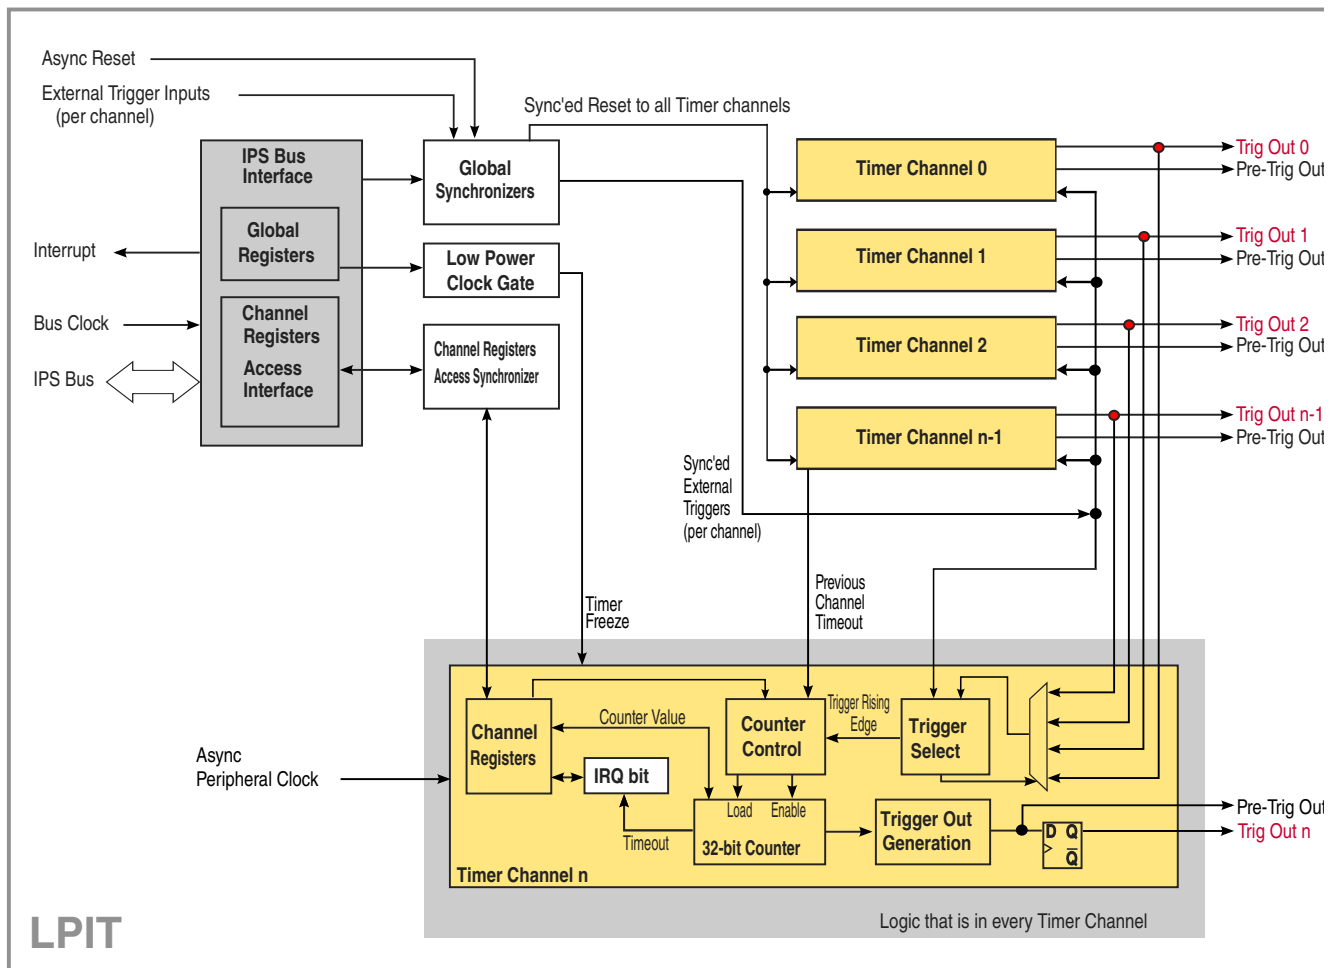 Async Reset
External Trigger Inputs
(per channel)
Sync'ed Reset to all Timer channels
IPS Bus
Interface
Global
Synchronizers
Global
Registers
Interrupt
Low Power
Clock Gate
Bus Clock
Channel
Registers
Access
Interface
IPS Bus
Channel Registers
Access Synchronizer
Timer Channel 0
Trig Out 0
Pre-Trig Out
Timer Channel 1
Trig Out 1
Pre-Trig Out
Timer Channel 2
Trig Out 2
Pre-Trig Out
Timer Channel n-1
Trig Out n-1
Pre-Trig Out
Sync'ed
External
Triggers
(per channel)
Timer
Freeze
Previous
Channel
Timeout
Channel
Registers
Counter Value
Counter
Control
Trigger Rising
Edge
Trigger
Select
Async
Peripheral Clock
IRQ bit
Load
Enable
Timeout
32-bit Counter
Trigger Out
Generation
D Q
Q
Pre-Trig Out
Trig Out n
Timer Channel n
Logic that is in every Timer Channel
LPIT